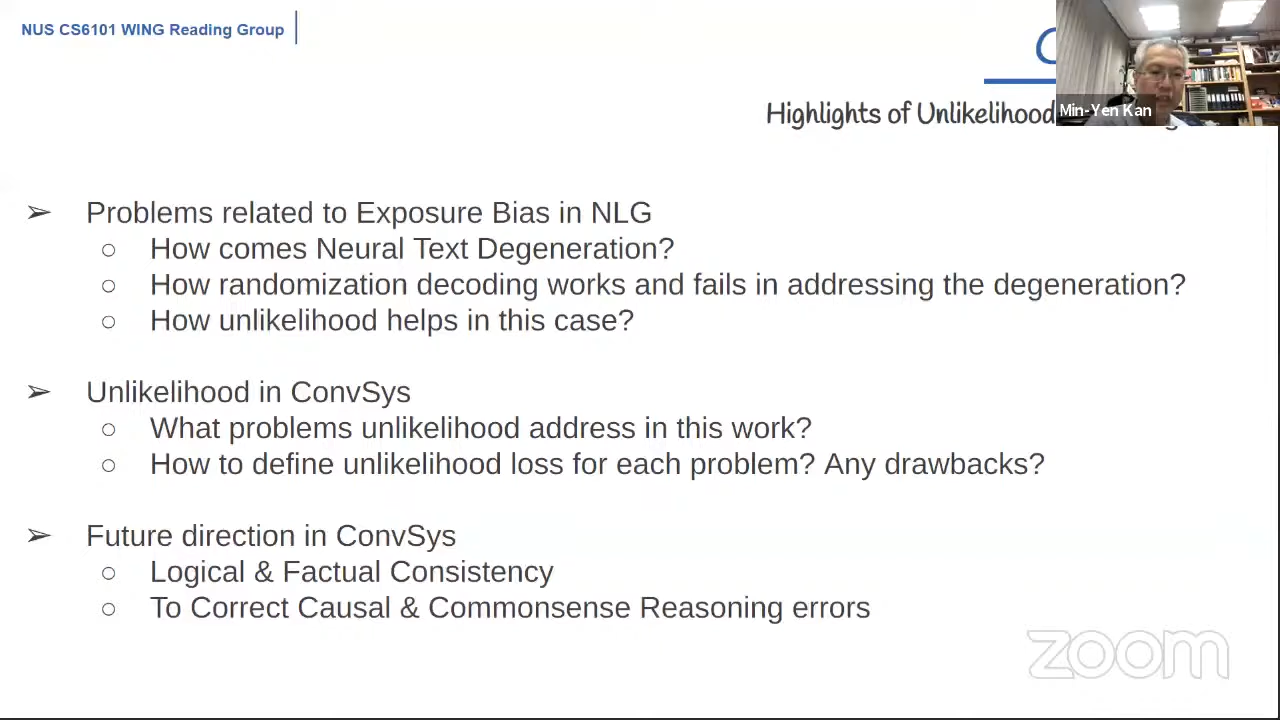 NUS CS6101 WING Reading Group
Highlights of Unlikelihood
Min-Yen Kan
➢ Problems related to Exposure Bias in NLG
○ How comes Neural Text Degeneration?
○ How randomization decoding works and fails in addressing the degeneration?
○ How unlikelihood helps in this case?
➢ Unlikelihood in ConvSys
○ What problems unlikelihood address in this work?
○ How to define unlikelihood loss for each problem? Any drawbacks?
➢ Future direction in ConvSys
○ Logical & Factual Consistency
○ To Correct Causal & Commonsense Reasoning errors
zoom